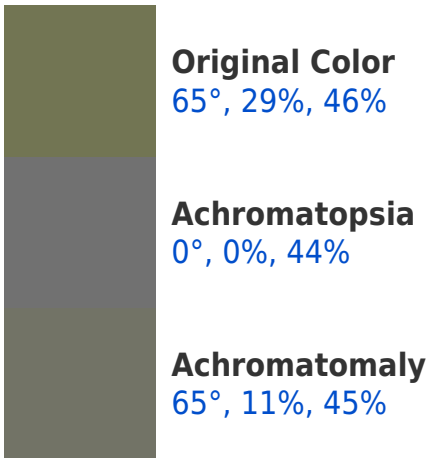 Original Color
65°, 29%, 46%
Achromatopsia
0°, 0%, 44%
Achromatomaly
65°, 11%, 45%